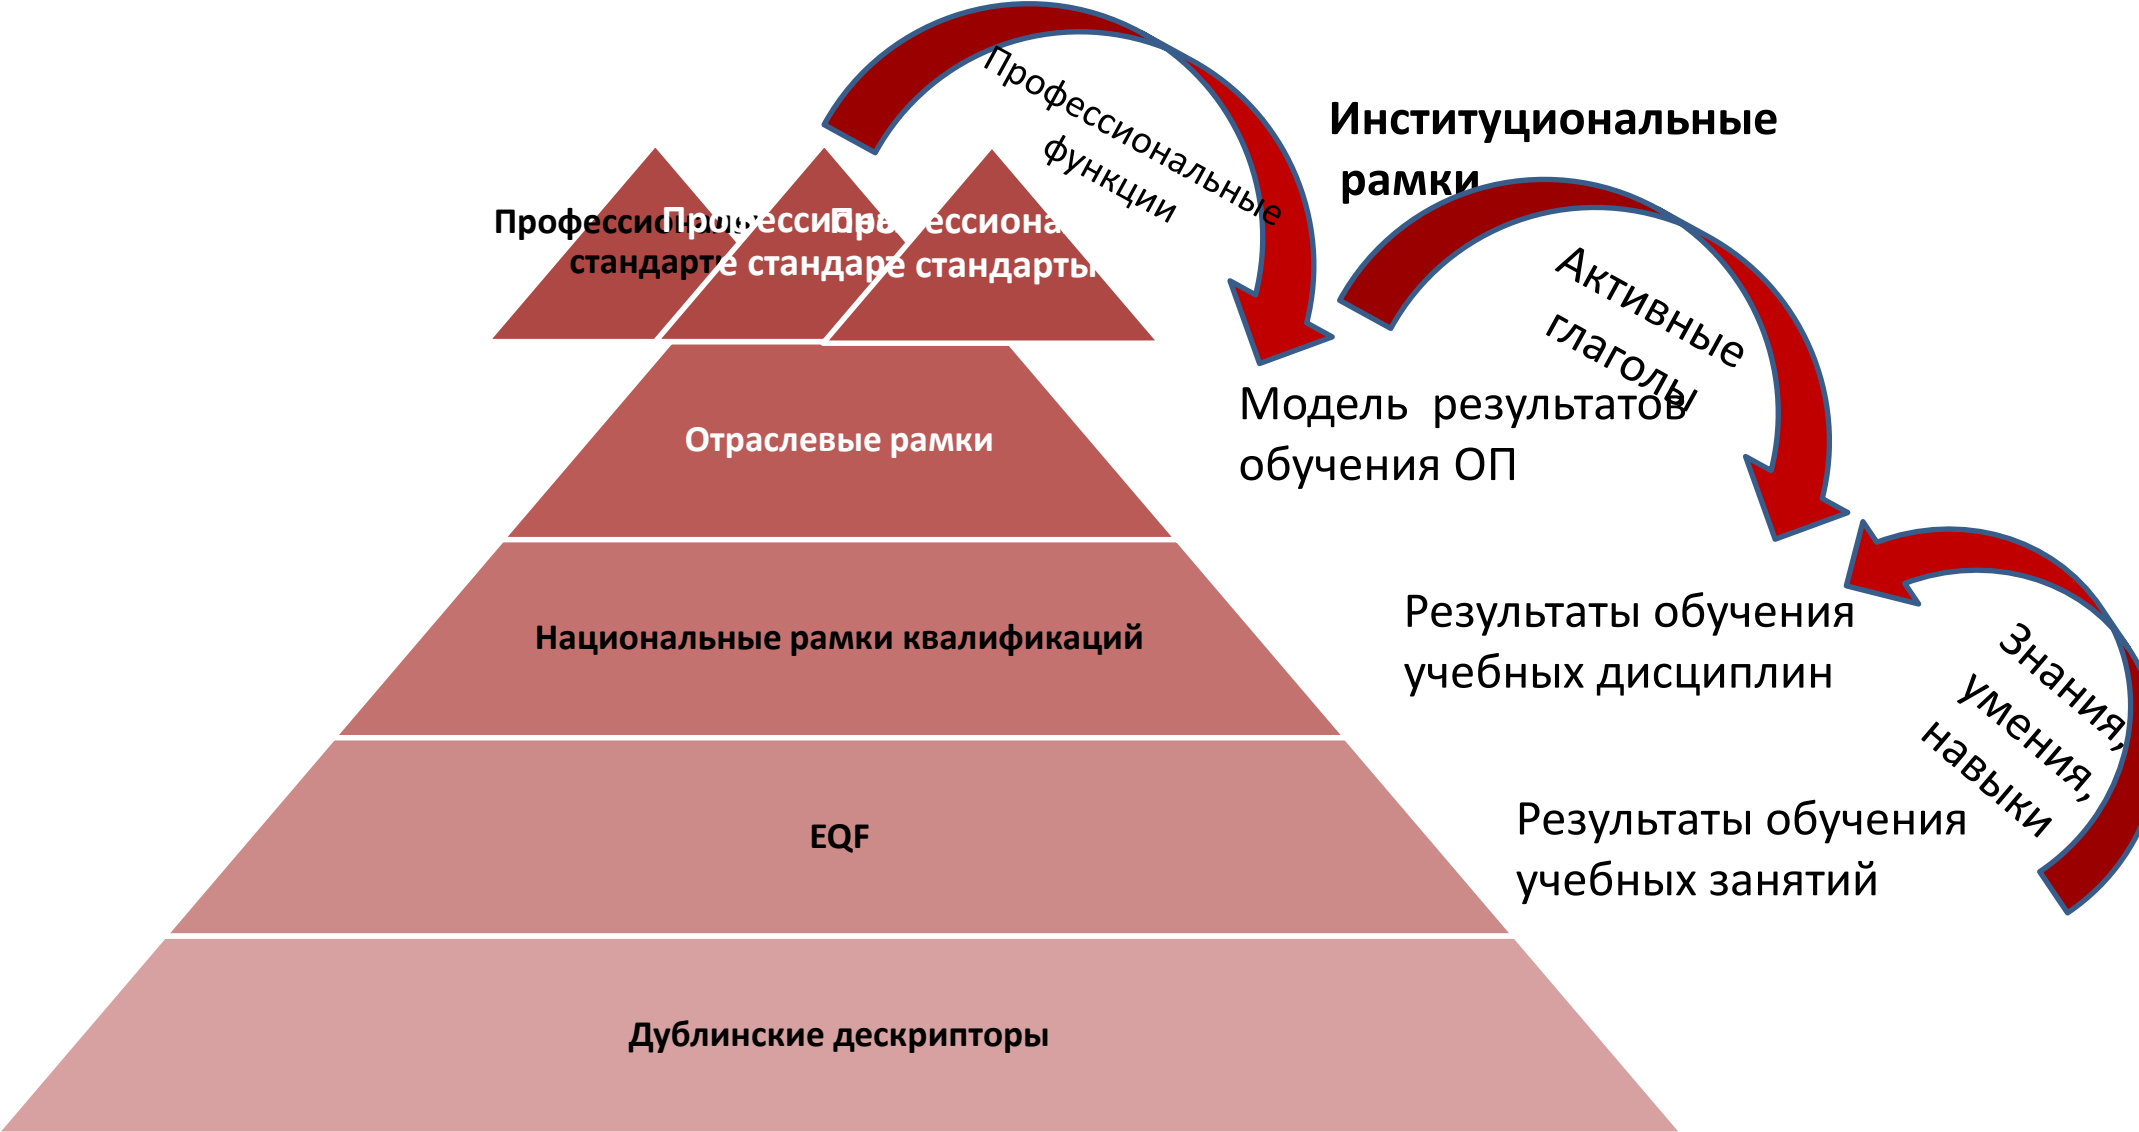 Профессиональные
функции
Институциональные
рамки
стандарты
Активные
глаголы
Модель результатов
обучения ОП
Отраслевые рамки
Результаты обучения
учебных дисциплин
Знания,
умения,
навыки
Национальные рамки квалификаций
EQF
Результаты обучения
учебных занятий
Дублинские дескрипторы